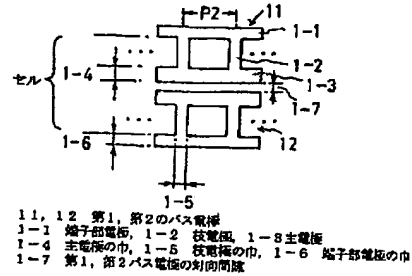 P2
11
1-1
1-2
セル
1-4
1-3
1-7
1-6
12
1-5
11, 12 第1, 第2のバス電極
1-1 端子部電極, 1-2 枝電極, 1-3主電極
1-4 主電極の巾, 1-5 枝電極の巾, 1-6 端子部電極の巾
1-7 第1, 第2バス電極の対向間隙